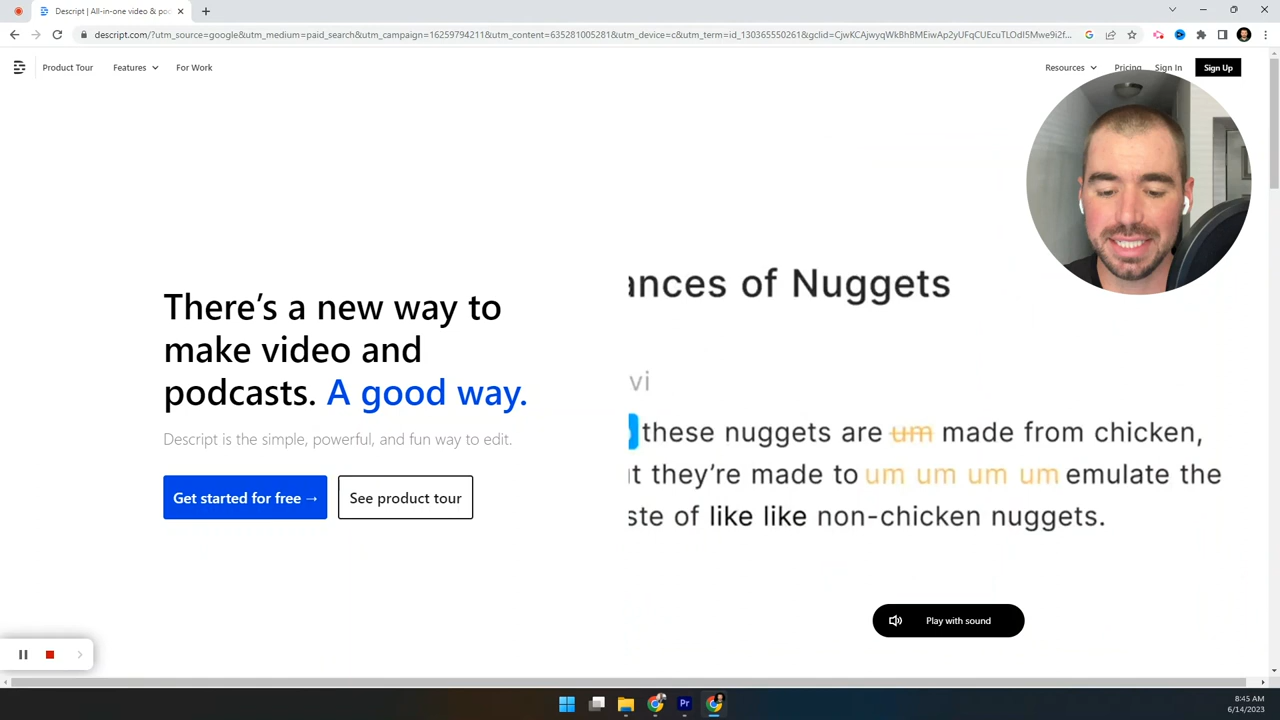 Descript | All-in-one video & poc
descript.com/?utm_source=google&utm_medium=paid_search&utm_campaign=16259794211&utm_content=635281005281&utm_device=c&utm_term=id_130365550261&gclid=CjwKCAjwyqWkBhBMEiwAp2yUFqCUEcuTLOdI5Mwe9i2f...
Product Tour
Features
For Work
Resources
Pricing
Sign In
Sign Up
There's a new way to
make video and
podcasts. A good way.
Descript is the simple, powerful, and fun way to edit.
Get started for free →
See product tour
ances of Nuggets
vi
these nuggets are um made from chicken,
t they're made to um um um um emulate the
ste of like like non-chicken nuggets.
Play with sound
Pr
8:45 AM
6/14/2023